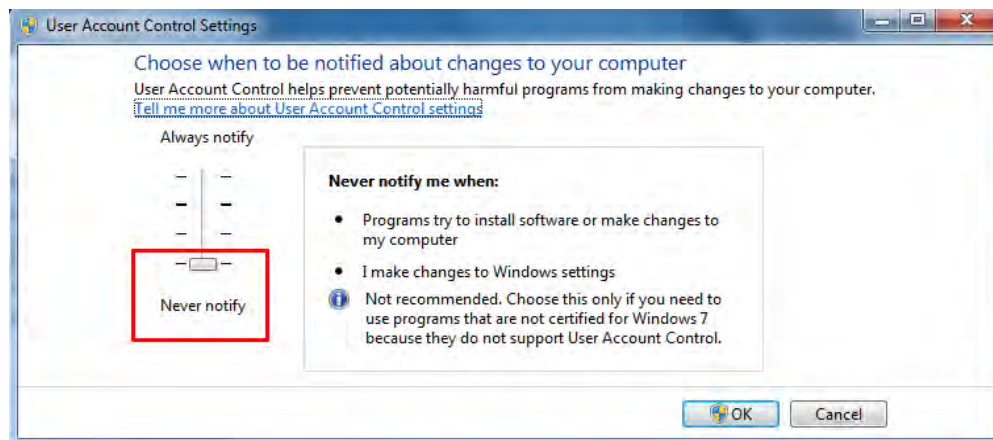 User Account Control Settings
Choose when to be notified about changes to your computer
User Account Control helps prevent potentially harmful programs from making changes to your computer.
Tell me more about User Account Control settings
Always notify
Never notify
Never notify me when:
• Programs try to install software or make changes to
my computer
• I make changes to Windows settings
Not recommended. Choose this only if you need to
use programs that are not certified for Windows 7
because they do not support User Account Control.
OK Cancel